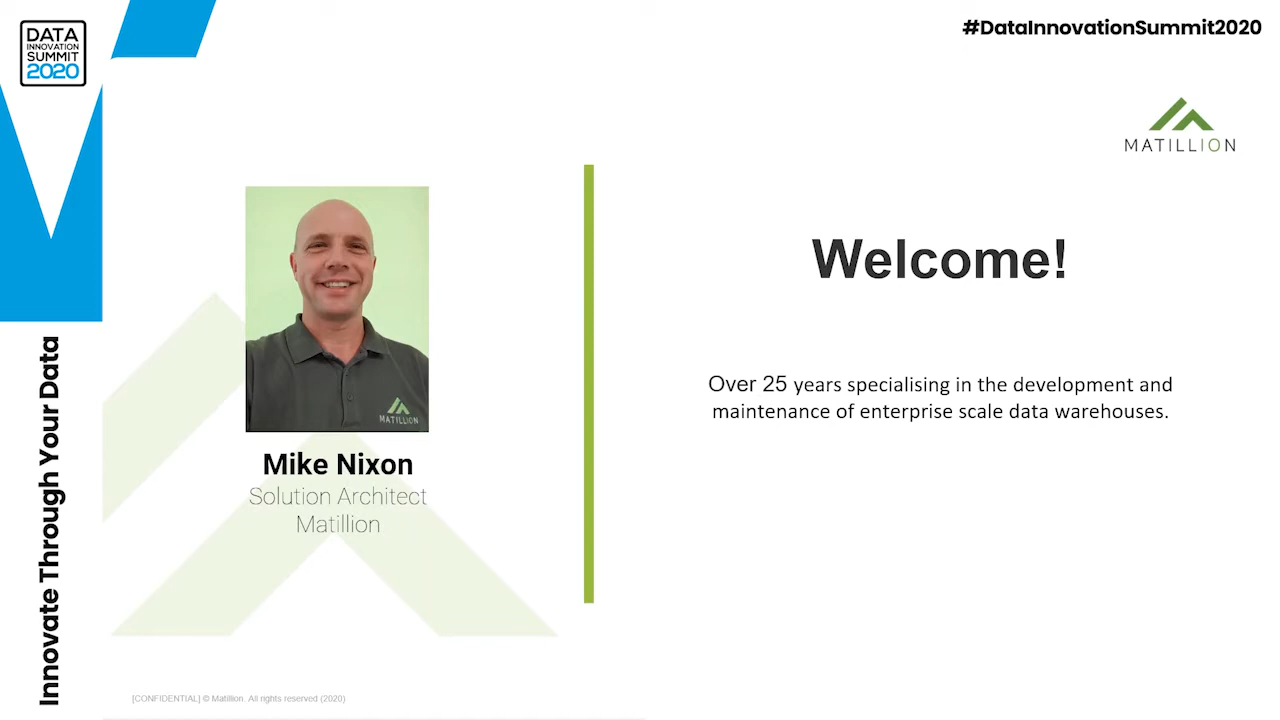 DATA
INNOVATION
SUMMIT
2020
#DataInnovationSummit2020
MATILLION
Innovate Through Your Data
MATILLION
Mike Nixon
Solution Architect
Matillion
Welcome!
Over 25 years specialising in the development and
maintenance of enterprise scale data warehouses.
[CONFIDENTIAL] © Matillion. All rights reserved (2020)